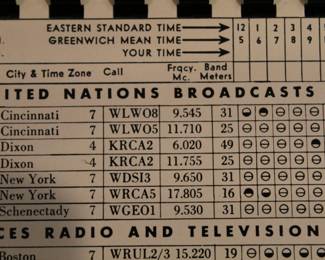 EASTERN STANDARD TIME 12 1 2 3 4
GREENWICH MEAN TIME 5 6 7 8 9
YOUR TIME
City & Time Zone Call Frqcy. Mc. Band Meters
ITED NATIONS BROADCASTS
Cincinnati 7 WLWO8 9.545 31
Cincinnati 7 WLWO5 11.710 25
Dixon 4 KRCA2 6.020 49
Dixon 4 KRCA2 11.755 25
New York 7 WDSI3 9.650 31
New York 7 WRCA5 17.805 16
Schenectady 7 WGEO1 9.530 31
CES RADIO AND TELEVISION
Boston 7 WRUL2/3 15.220 19